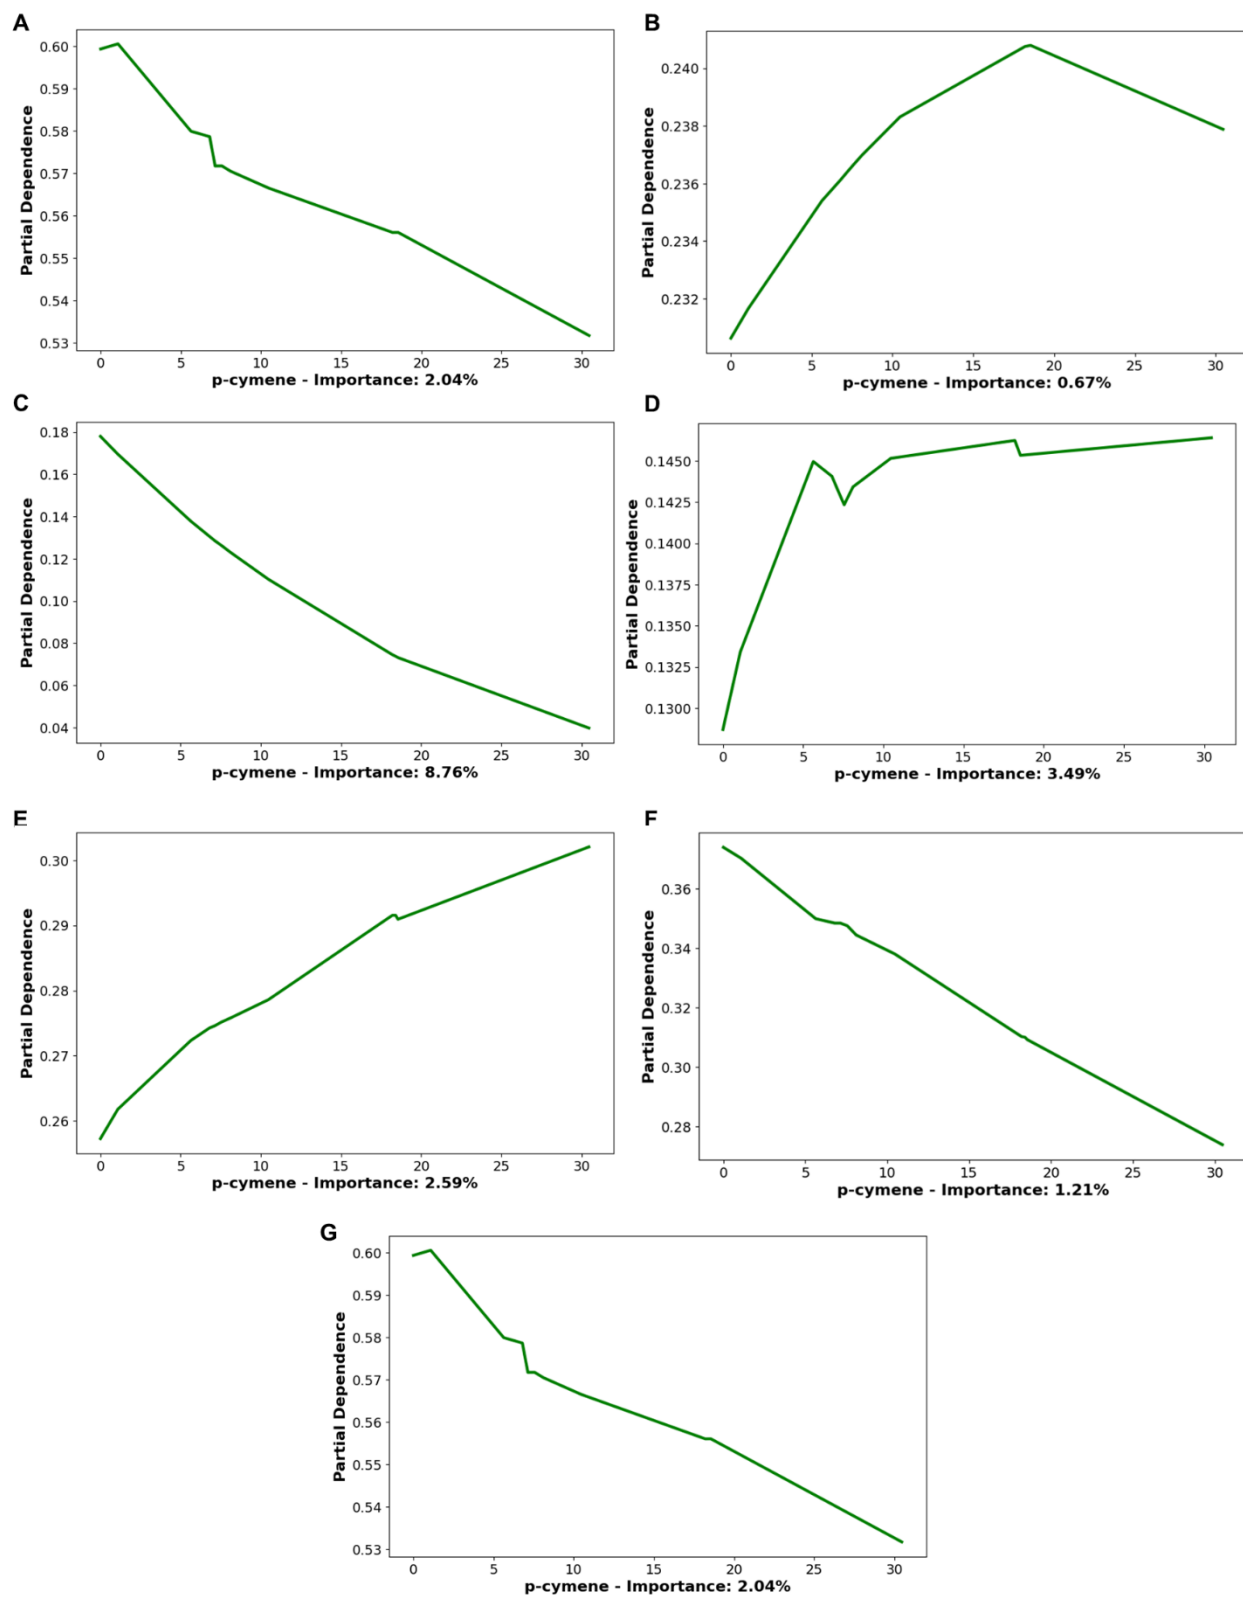 A
Partial Dependence
0.60
0.59
0.58
0.57
0.56
0.55
0.54
0.53
0 5 10 15 20 25 30
p-cymene - Importance: 2.04%
B
Partial Dependence
0.240
0.238
0.236
0.234
0.232
0 5 10 15 20 25 30
p-cymene - Importance: 0.67%
C
Partial Dependence
0.18
0.16
0.14
0.12
0.10
0.08
0.06
0.04
0 5 10 15 20 25 30
p-cymene - Importance: 8.76%
D
Partial Dependence
0.1450
0.1425
0.1400
0.1375
0.1350
0.1325
0.1300
0 5 10 15 20 25 30
p-cymene - Importance: 3.49%
E
Partial Dependence
0.30
0.29
0.28
0.27
0.26
0 5 10 15 20 25 30
p-cymene - Importance: 2.59%
F
Partial Dependence
0.36
0.34
0.32
0.30
0.28
0 5 10 15 20 25 30
p-cymene - Importance: 1.21%
G
Partial Dependence
0.60
0.59
0.58
0.57
0.56
0.55
0.54
0.53
0 5 10 15 20 25 30
p-cymene - Importance: 2.04%